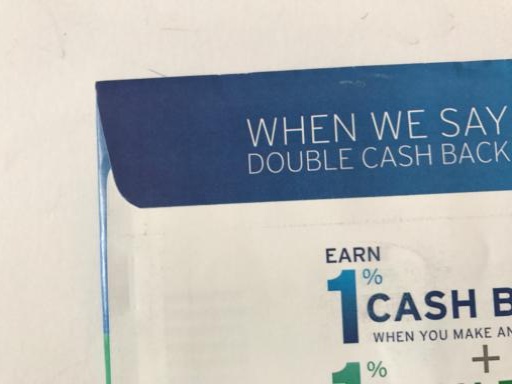 WHEN WE SAY
DOUBLE CASH BACK
EARN
1% CASH B
WHEN YOU MAKE AN
+
1%